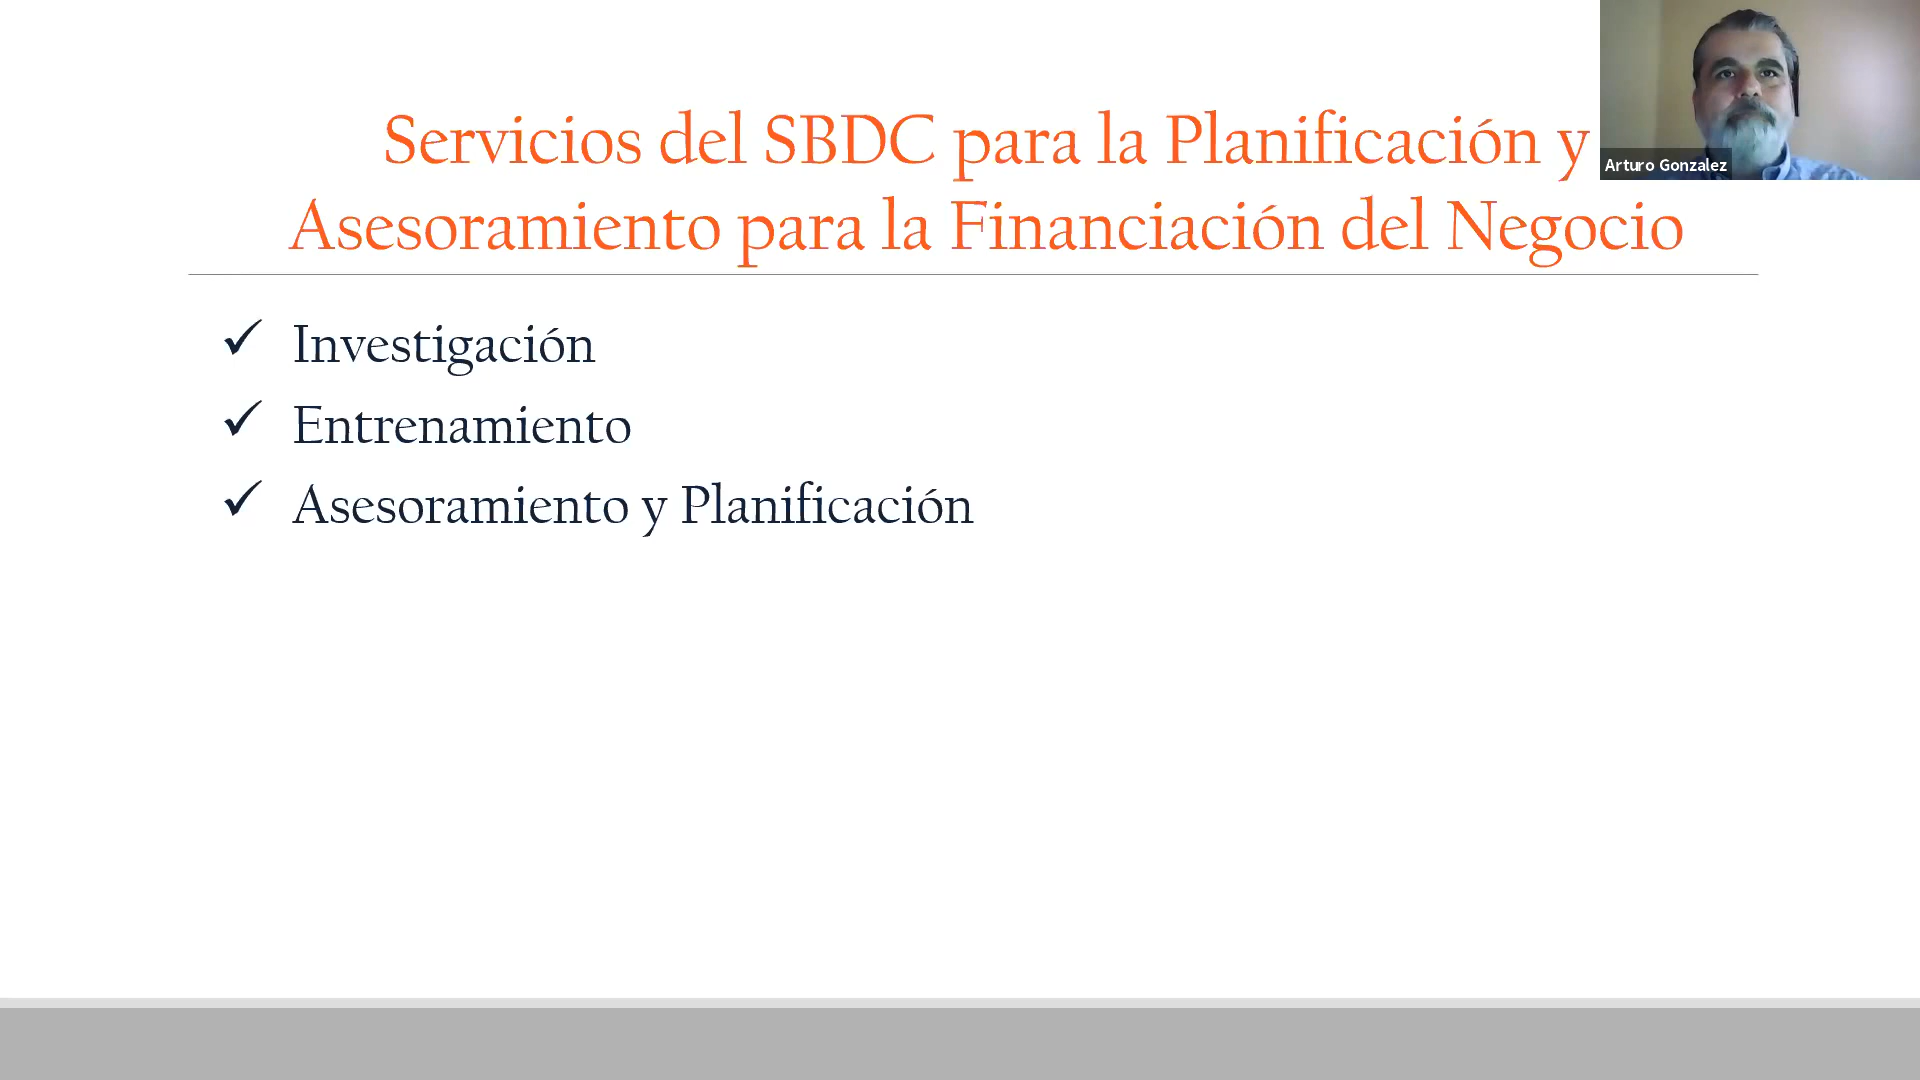 Servicios del SBDC para la Planificación y
Asesoramiento para la Financiación del Negocio
Arturo Gonzalez
✓ Investigación
✓ Entrenamiento
✓ Asesoramiento y Planificación